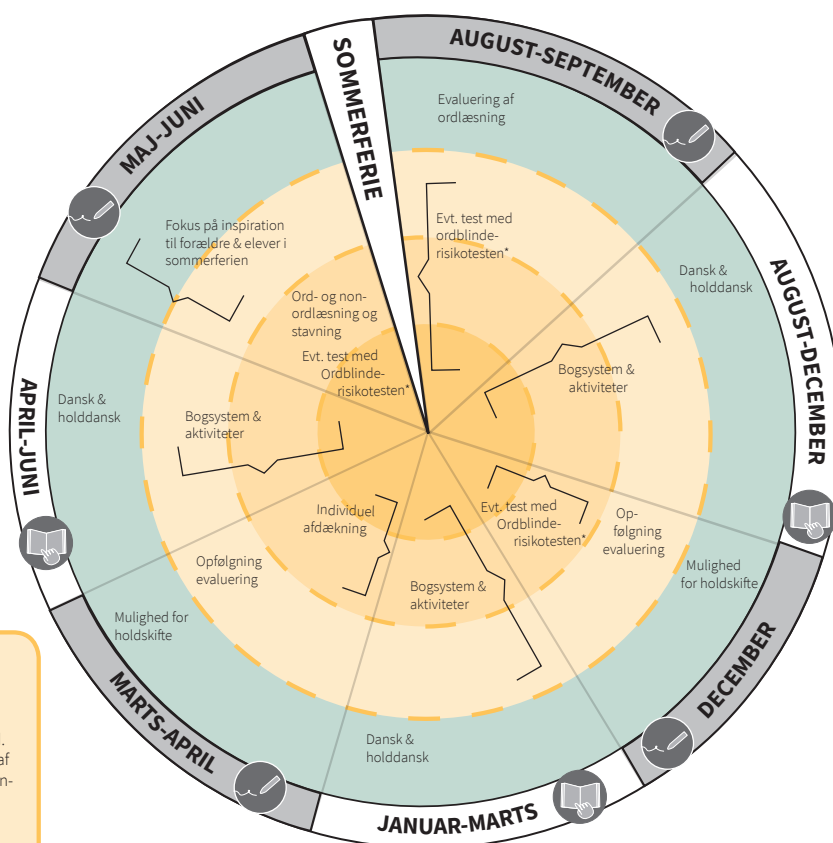 SOMMERFERIE
AUGUST-SEPTEMBER
Evaluering af
ordlæsning
Evt. test med
ordblinde-
risikotesten*
AUGUST-DECEMBER
Dansk &
holddansk
Bogsystem &
aktiviteter
DECEMBER
Mulighed
for holdskifte
Op-
følgning
evaluering
Evt. test med
Ordblinde-
risikotesten*
JANUAR-MARTS
Dansk &
holddansk
Bogsystem &
aktiviteter
MARTS-APRIL
Mulighed for
holdskifte
Opfølgning
evaluering
Individuel
afdækning
APRIL-JUNI
Dansk &
holddansk
Bogsystem &
aktiviteter
MAJ-JUNI
Fokus på inspiration
til forældre & elever i
sommerferien
Ord- og non-
ordlæsning og
stavning
Evt. test med
Ordblinde-
risikotesten*
af